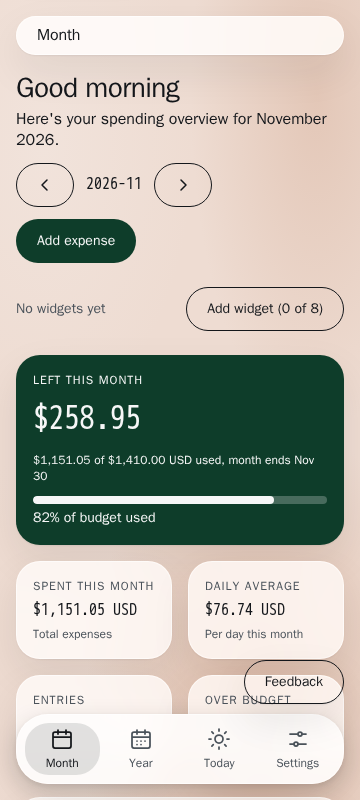 Month
Good morning
Here's your spending overview for November
2026.
2026-11
Add expense
No widgets yet
Add widget (0 of 8)
LEFT THIS MONTH
$258.95
$1,151.05 of $1,410.00 USD used, month ends Nov
30
82% of budget used
SPENT THIS MONTH
$1,151.05 USD
Total expenses
DAILY AVERAGE
$76.74 USD
Per day this month
Feedback
ENTRIES
OVER BUDGET
Month
Year
Today
Settings